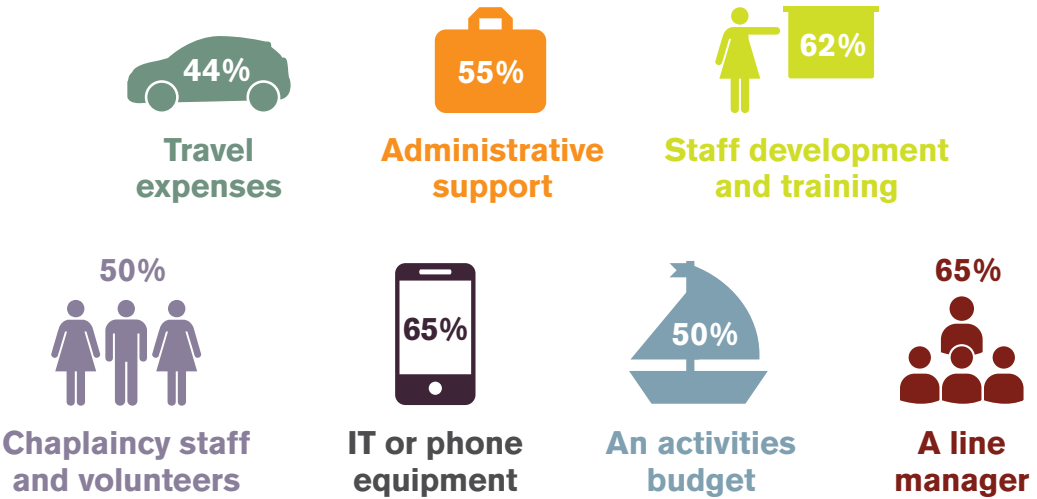 44%
Travel
expenses
55%
Administrative
support
62%
Staff development
and training
50%
Chaplaincy staff
and volunteers
65%
IT or phone
equipment
50%
An activities
budget
65%
A line
manager